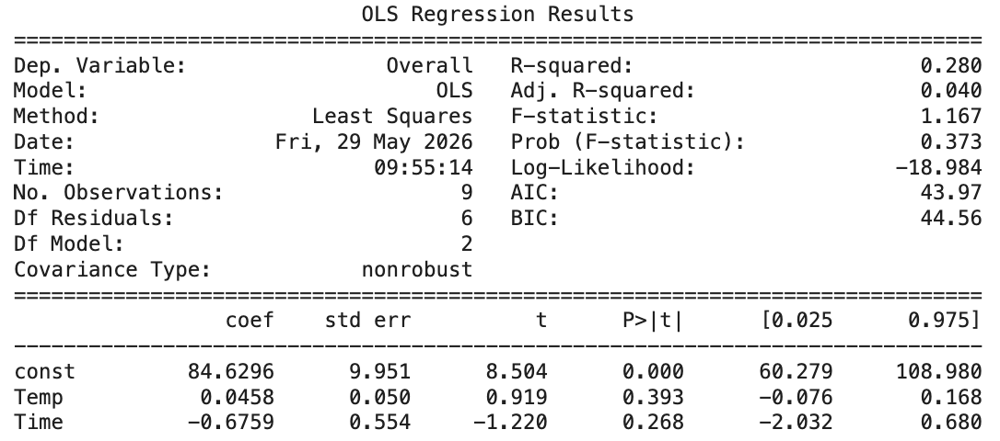 OLS Regression Results
==============================================================================
Dep. Variable: Overall R-squared: 0.280
Model: OLS Adj. R-squared: 0.040
Method: Least Squares F-statistic: 1.167
Date: Fri, 29 May 2026 Prob (F-statistic): 0.373
Time: 09:55:14 Log-Likelihood: -18.984
No. Observations: 9 AIC: 43.97
Df Residuals: 6 BIC: 44.56
Df Model: 2
Covariance Type: nonrobust
==============================================================================
coef std err t P>|t| [0.025 0.975]
------------------------------------------------------------------------------
const 84.6296 9.951 8.504 0.000 60.279 108.980
Temp 0.0458 0.050 0.919 0.393 -0.076 0.168
Time -0.6759 0.554 -1.220 0.268 -2.032 0.680